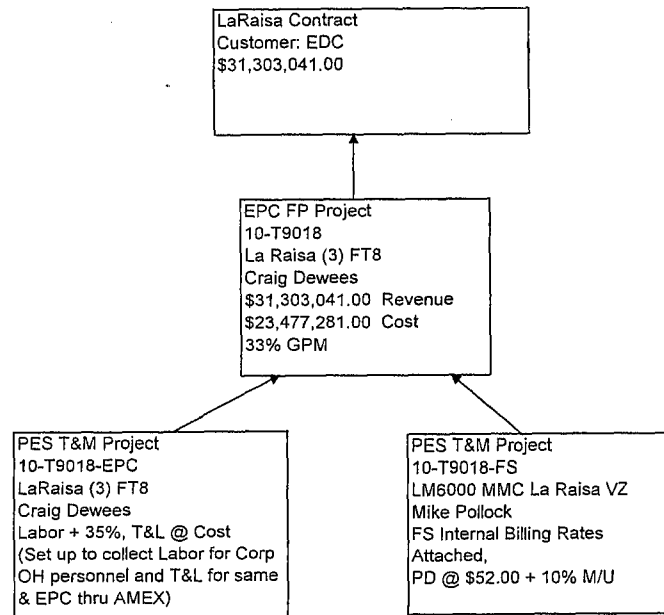 LaRaisa Contract
Customer: EDC
$31,303,041.00
EPC FP Project
10-T9018
La Raisa (3) FT8
Craig Dewees
$31,303,041.00 Revenue
$23,477,281.00 Cost
33% GPM
PES T&M Project
10-T9018-EPC
LaRaisa (3) FT8
Craig Dewees
Labor + 35%, T&L @ Cost
(Set up to collect Labor for Corp
OH personnel and T&L for same
& EPC thru AMEX)
PES T&M Project
10-T9018-FS
LM6000 MMC La Raisa VZ
Mike Pollock
FS Internal Billing Rates
Attached,
PD @ $52.00 + 10% M/U